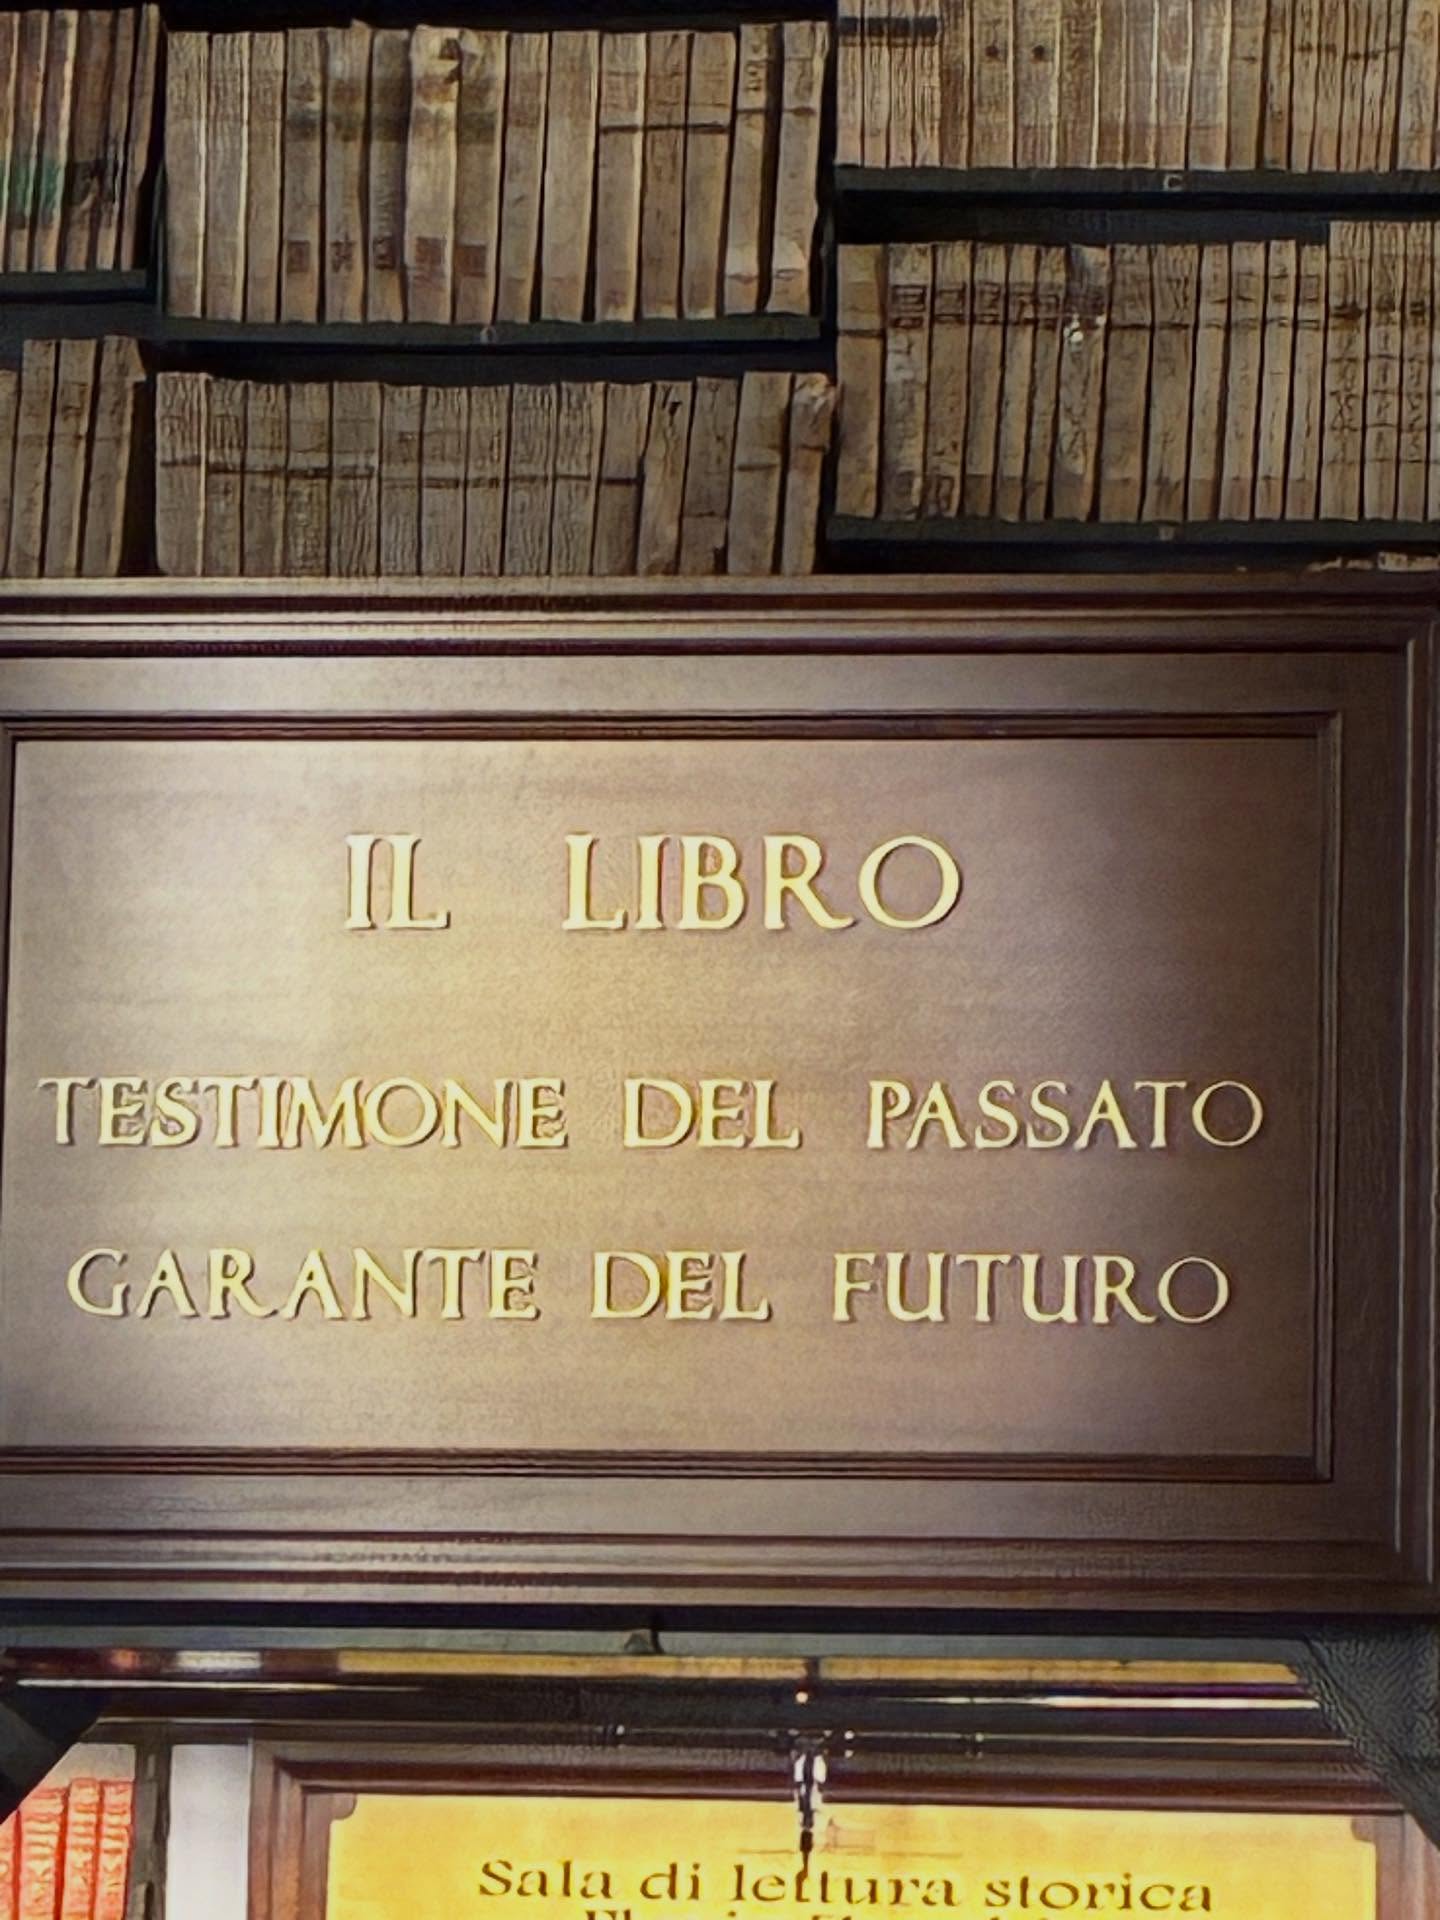 IL LIBRO
TESTIMONE DEL PASSATO
GARANTE DEL FUTURO
Sala di lettura storica